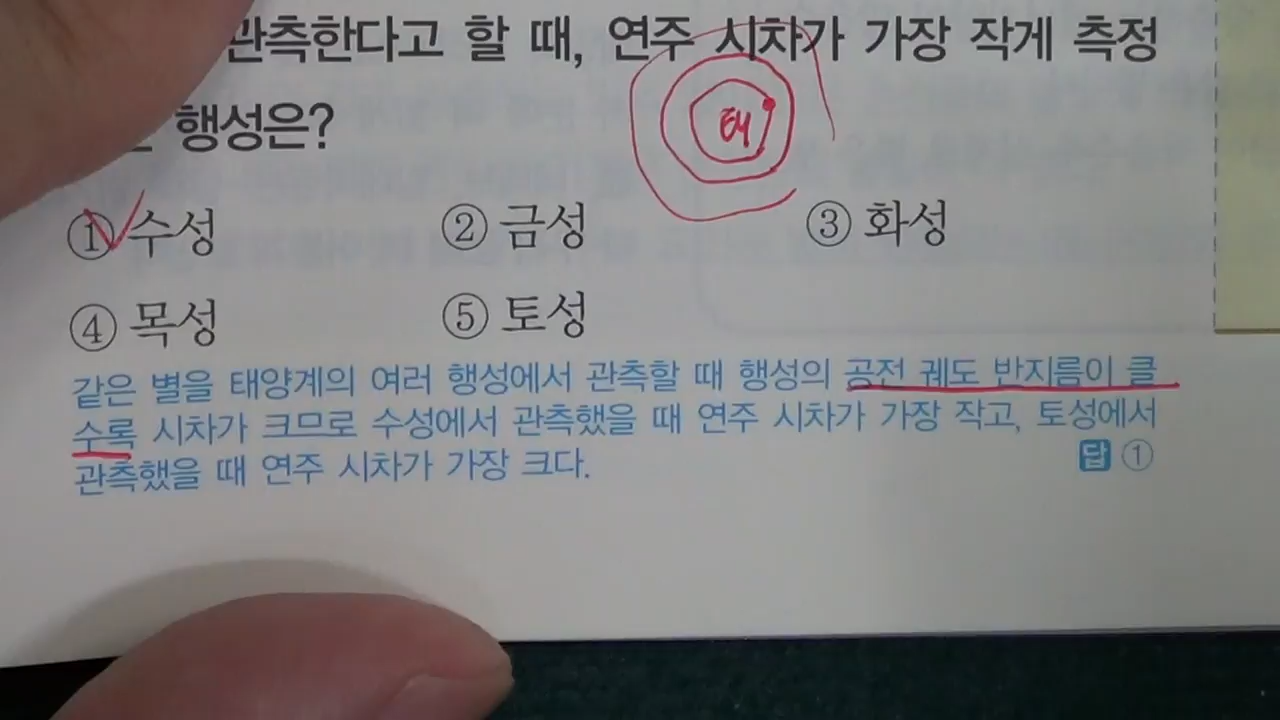 관측한다고 할 때, 연주 시차가 가장 작게 측정
행성은?
태
① 수성 ② 금성 ③ 화성
④ 목성 ⑤ 토성
같은 별을 태양계의 여러 행성에서 관측할 때 행성의 공전 궤도 반지름이 클
수록 시차가 크므로 수성에서 관측했을 때 연주 시차가 가장 작고, 토성에서
관측했을 때 연주 시차가 가장 크다. 답 ①